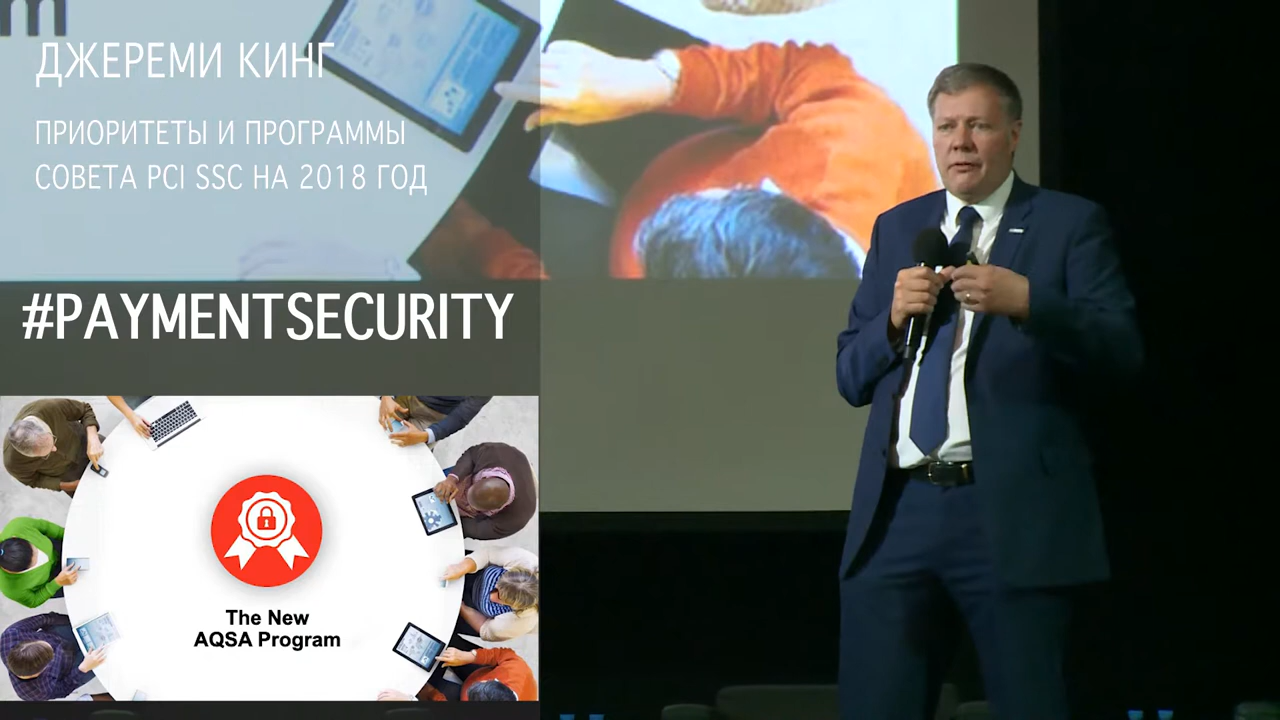 ДЖЕРЕМИ КИНГ
ПРИОРИТЕТЫ И ПРОГРАММЫ
СОВЕТА PCI SSC НА 2018 ГОД
#PAYMENTSECURITY
The New
AQSA Program